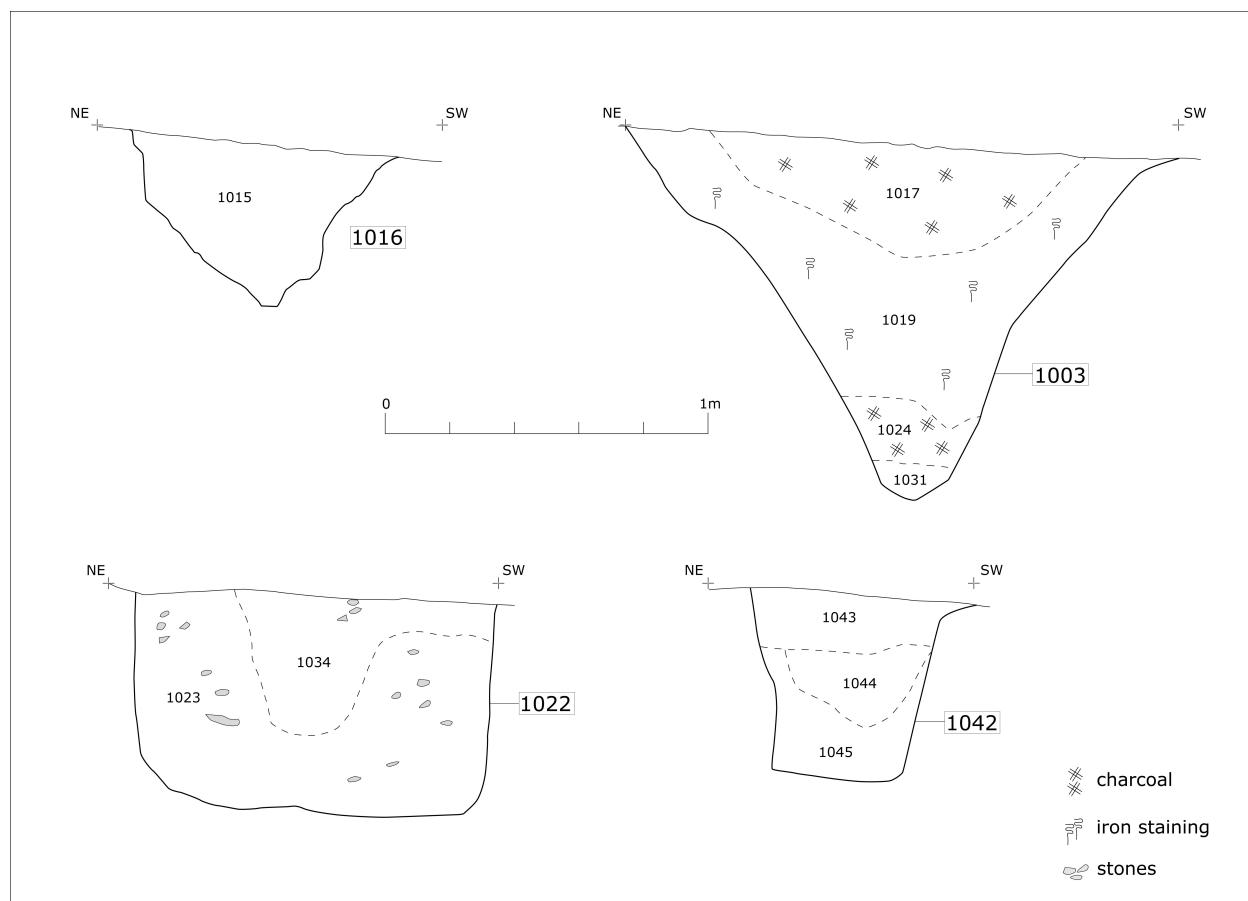 NE
SW
1015
1016
NE
SW
1017
1019
1003
1024
1031
0
1m
NE
SW
1034
1023
1022
NE
SW
1043
1044
1042
1045
charcoal
iron staining
stones